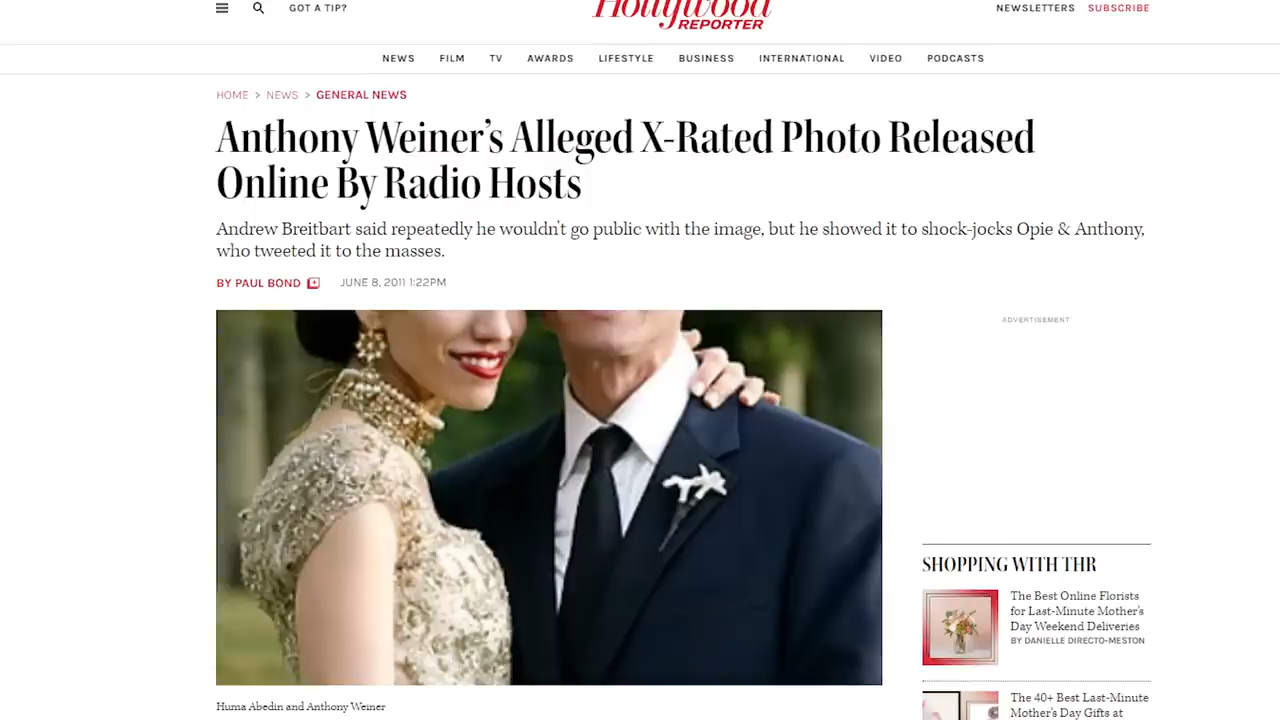 GOT A TIP?
Hollywood
REPORTER
NEWSLETTERS
SUBSCRIBE
NEWS
FILM
TV
AWARDS
LIFESTYLE
BUSINESS
INTERNATIONAL
VIDEO
PODCASTS
HOME > NEWS > GENERAL NEWS
Anthony Weiner's Alleged X-Rated Photo Released
Online By Radio Hosts
Andrew Breitbart said repeatedly he wouldn't go public with the image, but he showed it to shock-jocks Opie & Anthony,
who tweeted it to the masses.
BY PAUL BOND
JUNE 8, 2011 1:22PM
ADVERTISEMENT
SHOPPING WITH THR
The Best Online Florists
for Last-Minute Mother's
Day Weekend Deliveries
BY DANIELLE DIRECTO-MESTON
The 40+ Best Last-Minute
Mother's Day Gifts at
Huma Abedin and Anthony Weiner